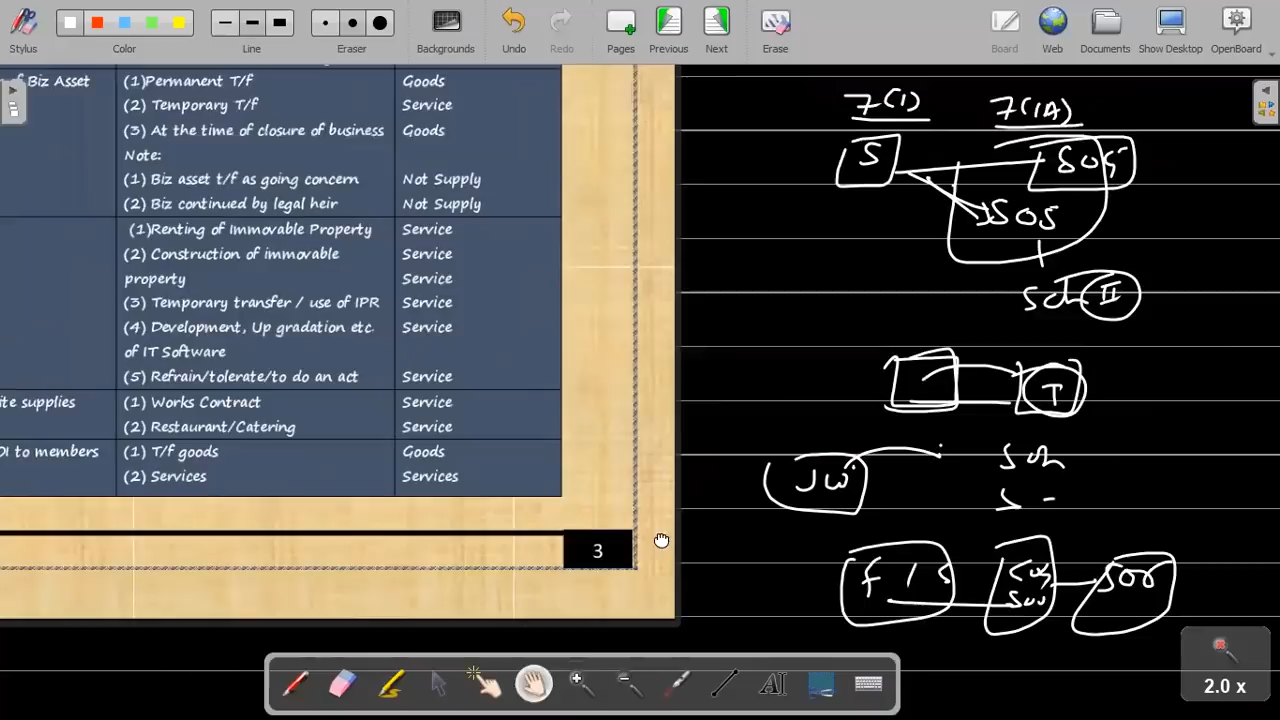 Stylus
Color
Line
Eraser
Backgrounds
Undo
Redo
Pages
Previous
Next
Erase
Board
Web
Documents
Show Desktop
OpenBoard
of Biz Asset
(1)Permanent T/f Goods
(2) Temporary T/f Service
(3) At the time of closure of business Goods
Note:
(1) Biz asset t/f as going concern Not Supply
(2) Biz continued by legal heir Not Supply
(1)Renting of Immovable Property Service
(2) Construction of immovable Service
property Service
(3) Temporary transfer / use of IPR Service
(4) Development, Up gradation etc. Service
of IT Software
(5) Refrain/tolerate/to do an act Service
ite supplies (1) Works Contract Service
(2) Restaurant/Catering Service
OI to members (1) T/f goods Goods
(2) Services Services
3
7(1) 7(1A)
S SOG
SOS
Sch II
T
JW Sch
2.0 x